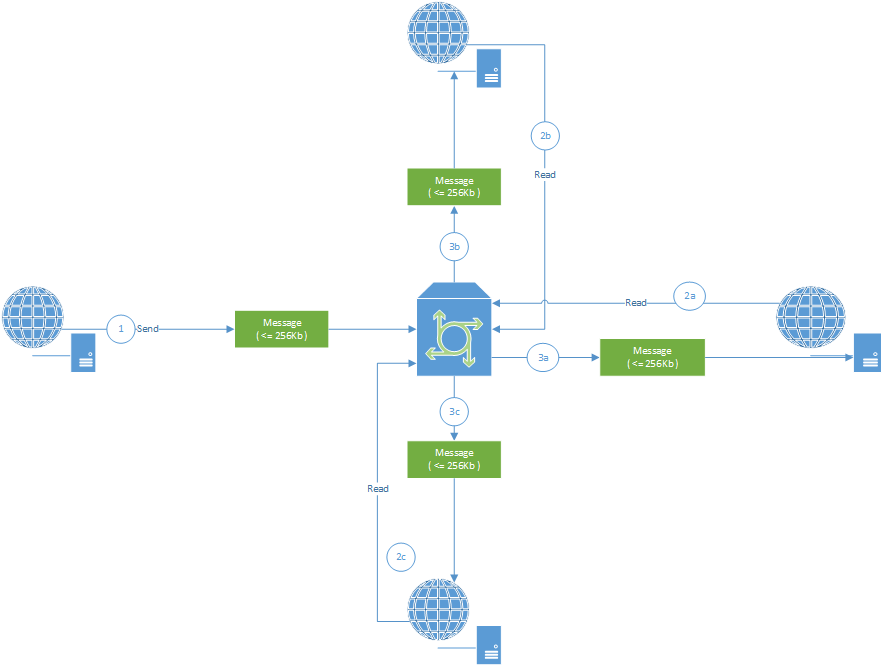 2b
Read
Message
( <= 256Kb )
3b
2a
Read
1
Send
Message
( <= 256Kb )
3a
Message
( <= 256Kb )
3c
Message
( <= 256Kb )
Read
2c